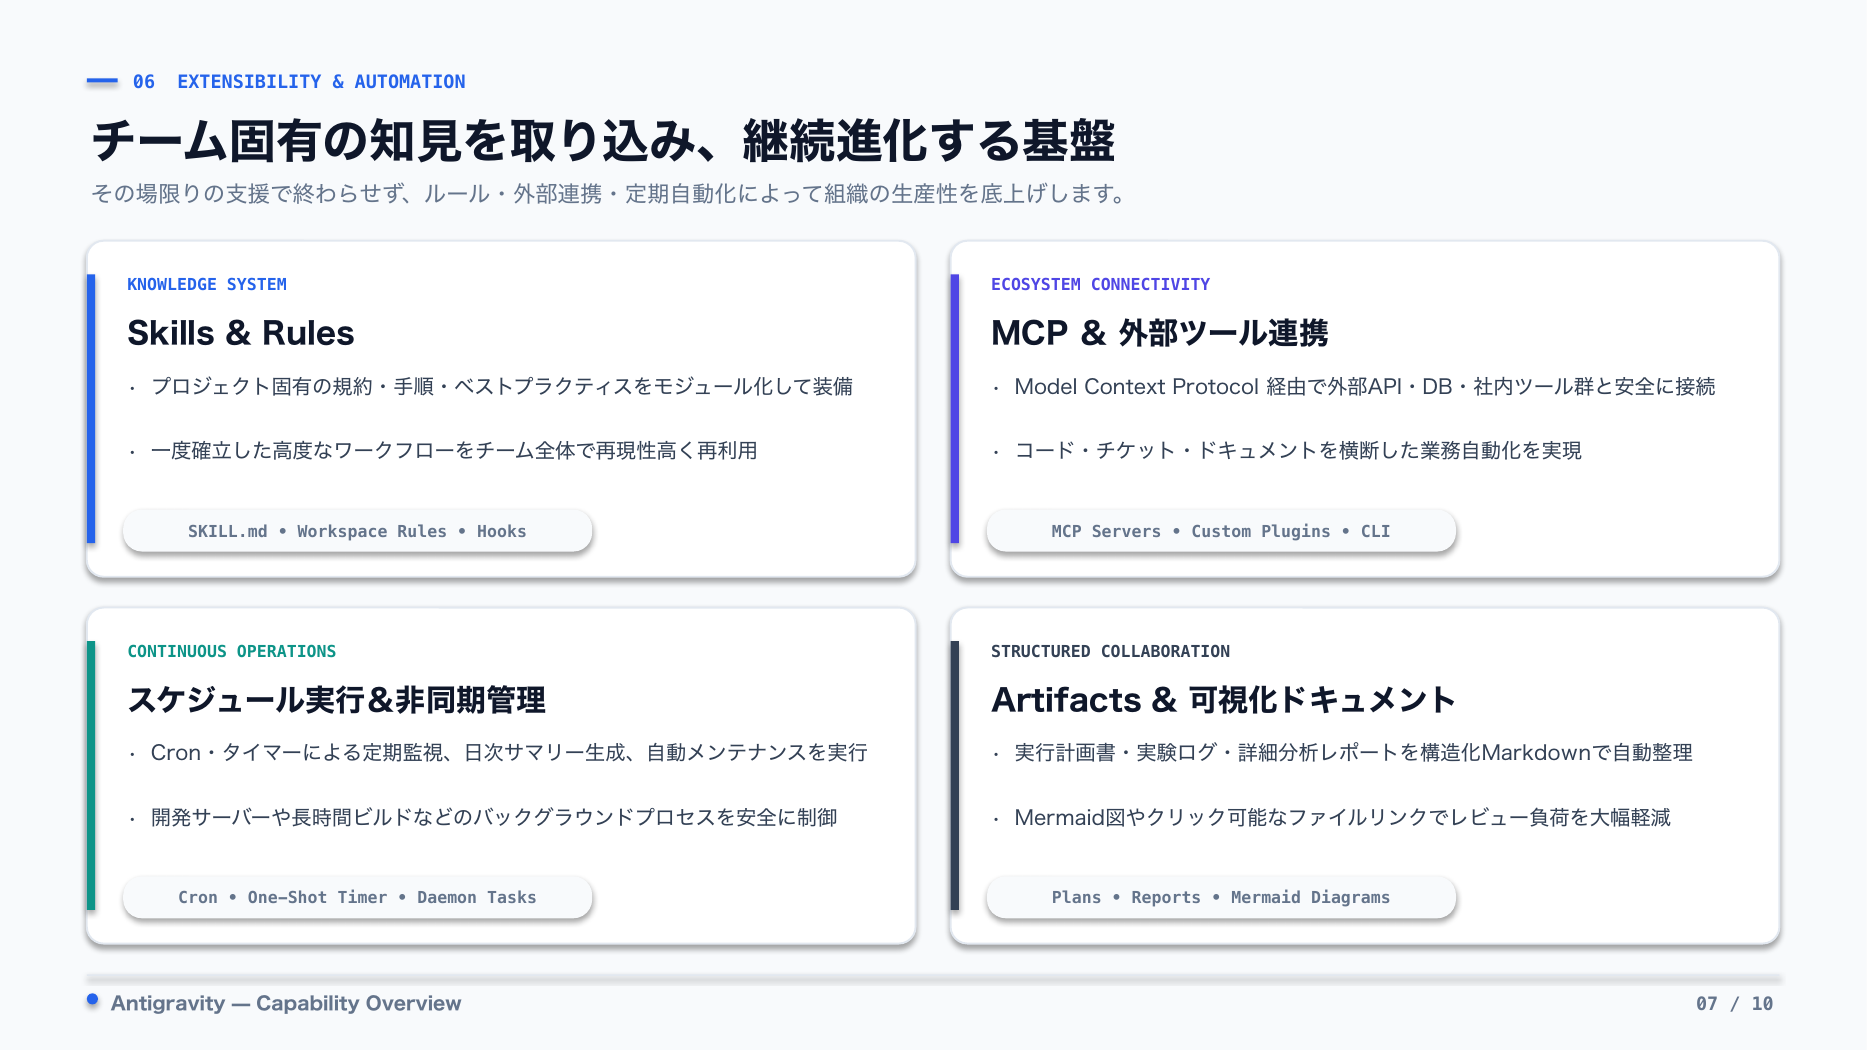 06 EXTENSIBILITY & AUTOMATION
チーム固有の知見を取り込み、継続進化する基盤
その場限りの支援で終わらせず、ルール・外部連携・定期自動化によって組織の生産性を底上げします。
KNOWLEDGE SYSTEM
Skills & Rules
・ プロジェクト固有の規約・手順・ベストプラクティスをモジュール化して装備
・ 一度確立した高度なワークフローをチーム全体で再現性高く再利用
SKILL.md • Workspace Rules • Hooks
ECOSYSTEM CONNECTIVITY
MCP & 外部ツール連携
・ Model Context Protocol 経由で外部API・DB・社内ツール群と安全に接続
・ コード・チケット・ドキュメントを横断した業務自動化を実現
MCP Servers • Custom Plugins • CLI
CONTINUOUS OPERATIONS
スケジュール実行＆非同期管理
・ Cron・タイマーによる定期監視、日次サマリー生成、自動メンテナンスを実行
・ 開発サーバーや長時間ビルドなどのバックグラウンドプロセスを安全に制御
Cron • One-Shot Timer • Daemon Tasks
STRUCTURED COLLABORATION
Artifacts & 可視化ドキュメント
・ 実行計画書・実験ログ・詳細分析レポートを構造化Markdownで自動整理
・ Mermaid図やクリック可能なファイルリンクでレビュー負荷を大幅軽減
Plans • Reports • Mermaid Diagrams
Antigravity — Capability Overview
07 / 10